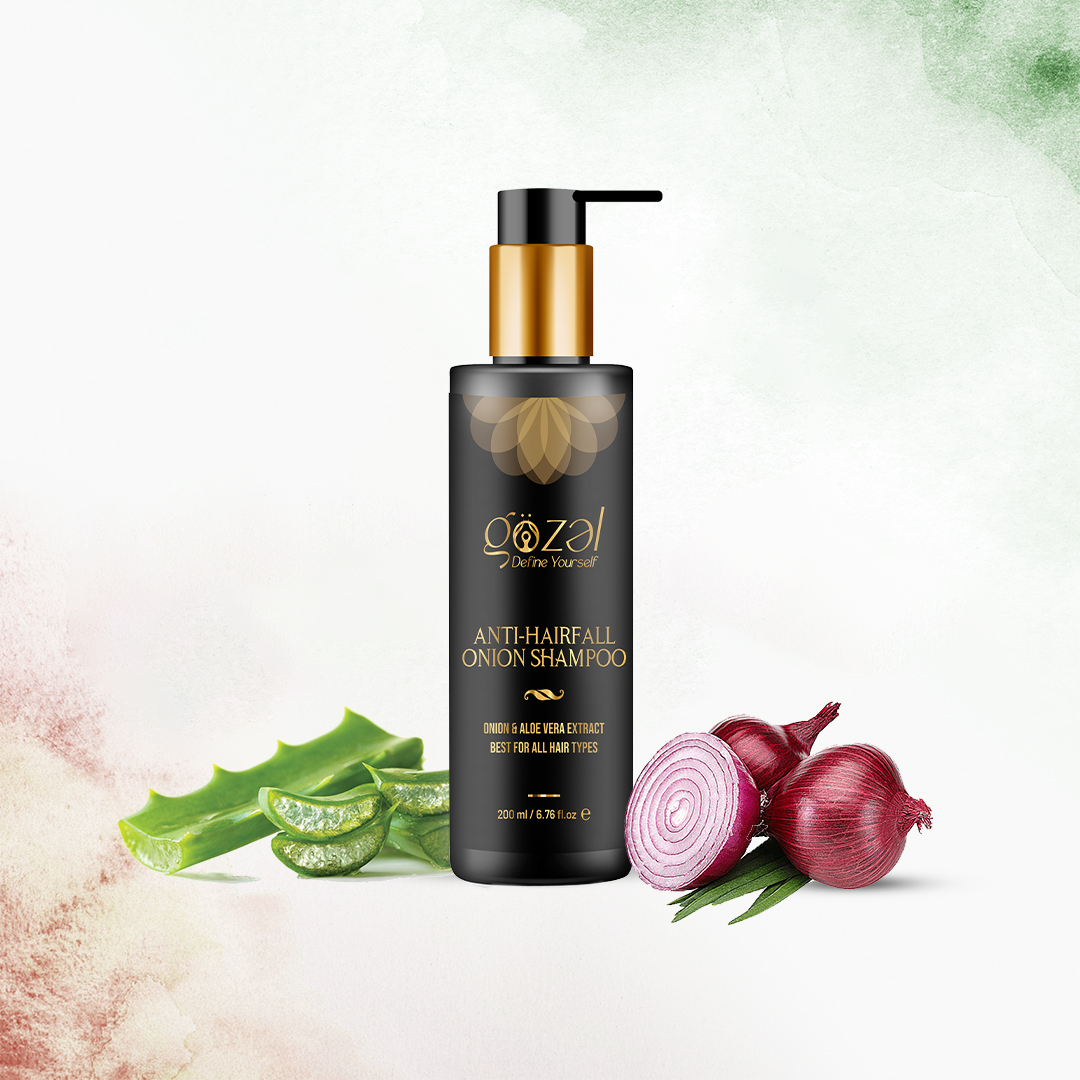 gözəl
Define Yourself
ANTI-HAIRFALL
ONION SHAMPOO
ONION & ALOE VERA EXTRACT
BEST FOR ALL HAIR TYPES
200 ml / 6.76 fl.oz ℮